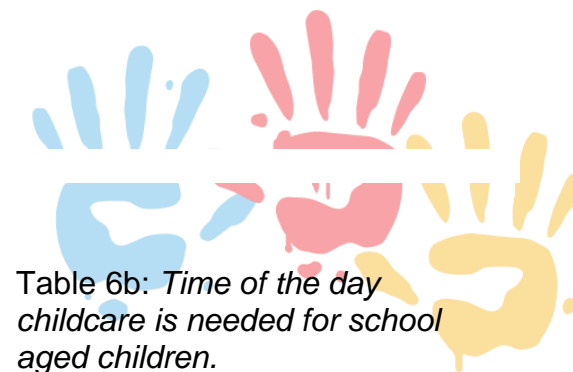 Table 6b: Time of the day
childcare is needed for school
aged children.